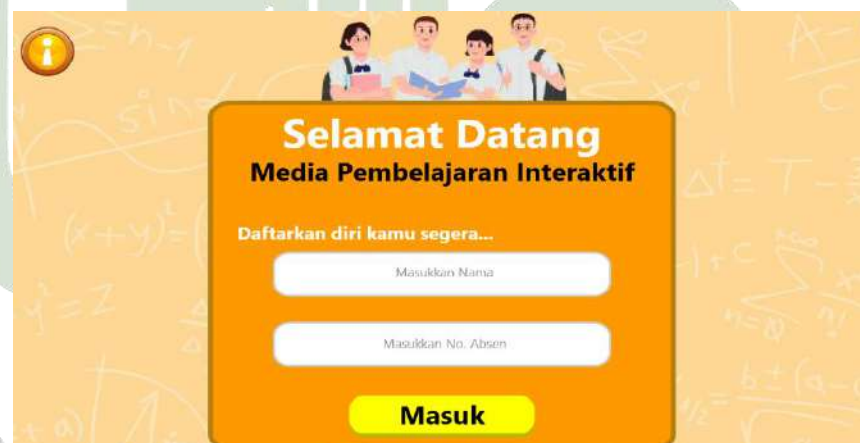 i
Selamat Datang
Media Pembelajaran Interaktif
Daftarkan diri kamu segera...
Masukkan Nama
Masukkan No. Absen
Masuk